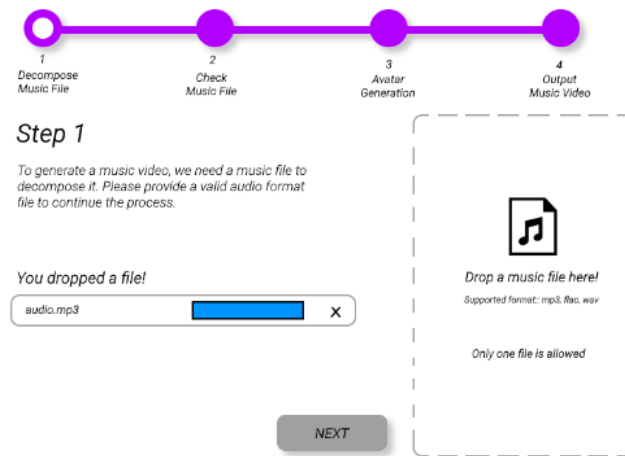 1
Decompose
Music File
2
Check
Music File
3
Avatar
Generation
4
Output
Music Video
Step 1
To generate a music video, we need a music file to
decompose it. Please provide a valid audio format
file to continue the process.
You dropped a file!
audio.mp3
X
NEXT
Drop a music file here!
Supported format:: mp3, flac, wav
Only one file is allowed